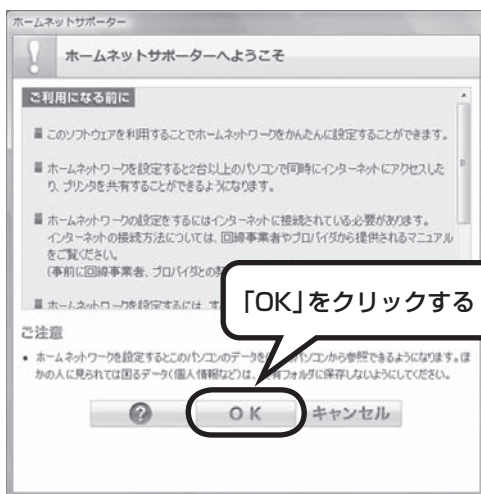 ホームネットサポーター
ホームネットサポーターへようこそ
ご利用になる前に
このソフトウェアを利用することでホームネットワークをかんたんに設定することができます。
ホームネットワークを設定すると2台以上のパソコンで同時にインターネットにアクセスした
り、プリンタを共有することができるようになります。
ホームネットワークの設定をするにはインターネットに接続されている必要があります。
インターネットの接続方法については、回線事業者やプロバイダから提供されるマニュアル
をご覧ください。
(事前に回線事業者、プロバイダとの
ホームネットワークを設定するには
「OK」をクリックする
ご注意
• ホームネットワークを設定するとこのパソコンのデータを パソコンから参照できるようになります。ほ
かの人に見られては困るデータ(個人情報など)は、 有フォルダに保存しないようにしてください。
? OK キャンセル